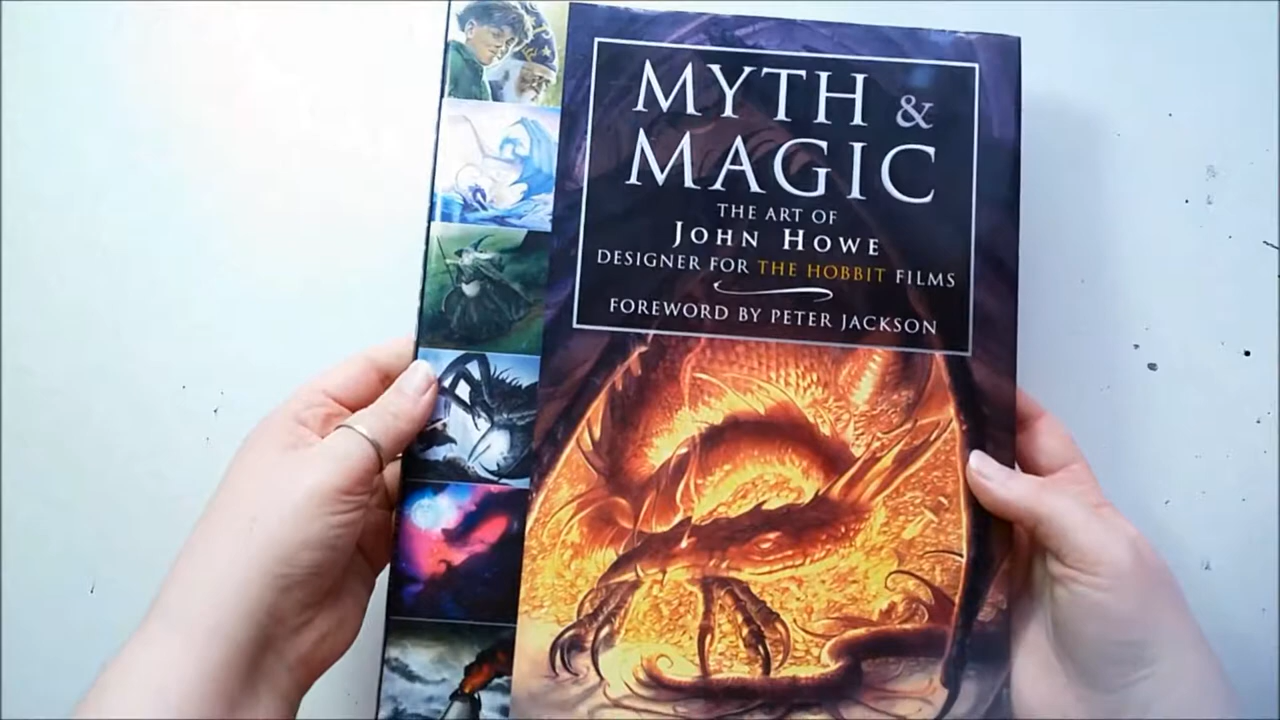 MYTH &
MAGIC
THE ART OF
JOHN HOWE
DESIGNER FOR THE HOBBIT FILMS
FOREWORD BY PETER JACKSON